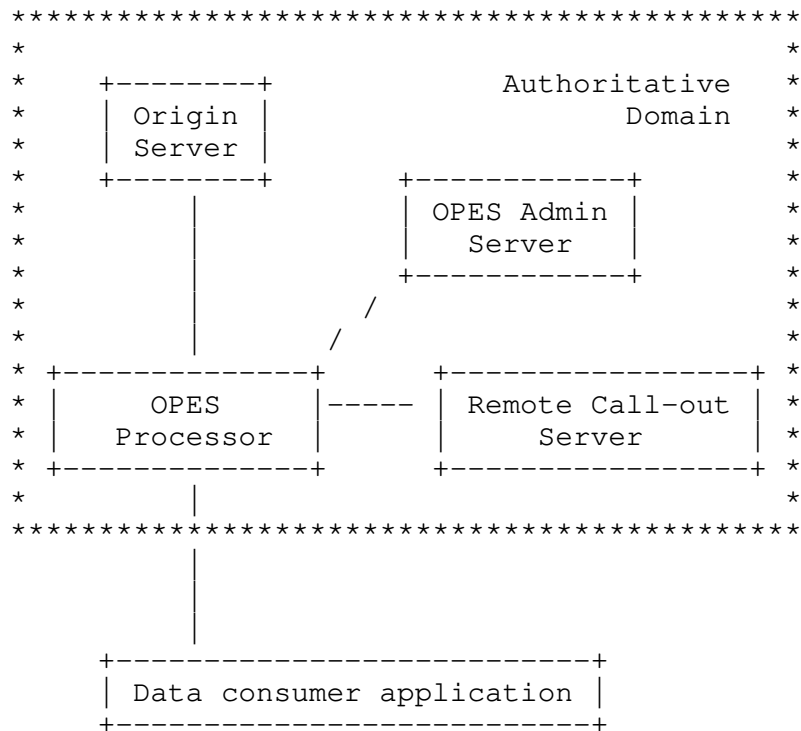 Authoritative
Origin Domain
Server
OPES Admin
Server
OPES Remote Call-out
Processor Server
Data consumer application